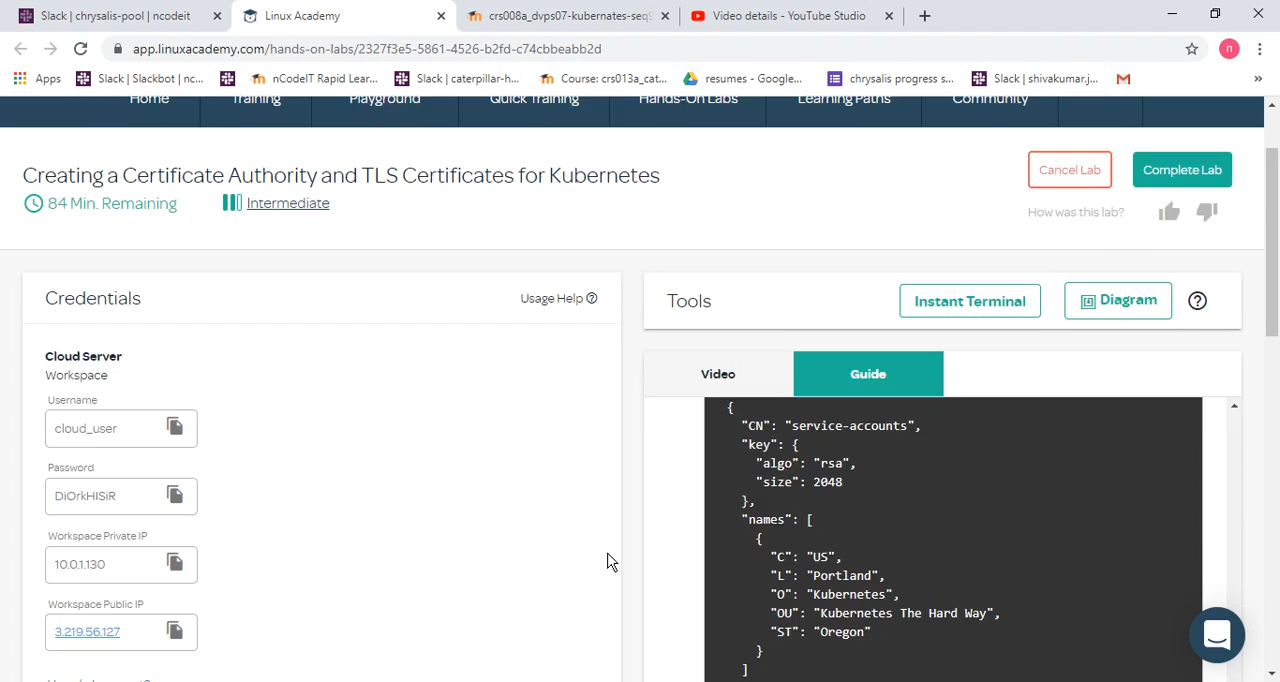 Slack | chrysalis-pool | ncodeit
Linux Academy
crs008a_dvps07-kubernates-seq9
Video details - YouTube Studio
app.linuxacademy.com/hands-on-labs/2327f3e5-5861-4526-b2fd-c74cbbeabb2d
n
Apps
Slack | Slackbot | nc...
nCodeIT Rapid Lear...
Slack | caterpillar-h...
Course: crs013a_cat...
resumes - Google...
chrysalis progress s...
Slack | shivakumar.j...
»
Home
Training
Playground
Quick Training
Hands-On Labs
Learning Paths
Community
Creating a Certificate Authority and TLS Certificates for Kubernetes
84 Min. Remaining
Intermediate
Cancel Lab
Complete Lab
How was this lab?
Credentials
Usage Help
Tools
Instant Terminal
Diagram
Cloud Server
Workspace
Username
cloud_user
Password
DiOrkHISiR
Workspace Private IP
10.0.1.130
Workspace Public IP
3.219.56.127
Video
Guide
{
"CN": "service-accounts",
"key": {
"algo": "rsa",
"size": 2048
},
"names": [
{
"C": "US",
"L": "Portland",
"O": "Kubernetes",
"OU": "Kubernetes The Hard Way",
"ST": "Oregon"
}
]